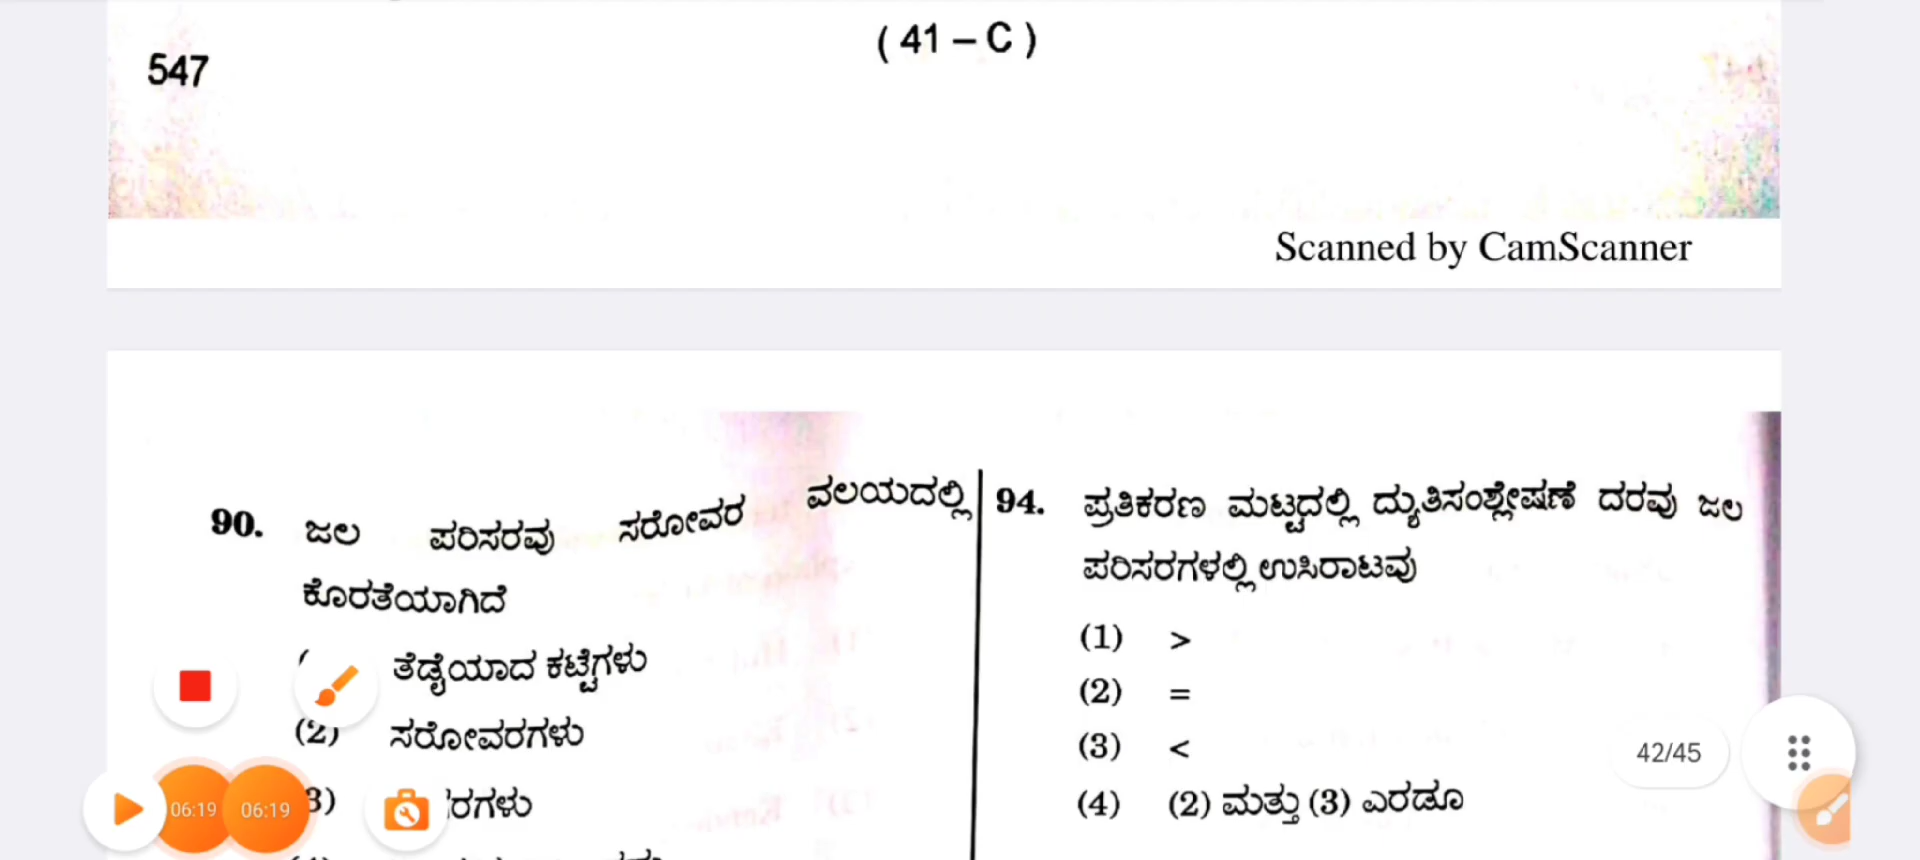 ( 41 – C )
547
Scanned by CamScanner
90. ಜಲ ಪರಿಸರವು ಸರೋವರ ವಲಯದಲ್ಲಿ
ಕೊರತೆಯಾಗಿದೆ
ತೆಡ್ಡೆಯಾದ ಕಟ್ಟೆಗಳು
(2) ಸರೋವರಗಳು
3) ರಗಳು
94. ಪ್ರತಿಕರಣ ಮಟ್ಟದಲ್ಲಿ ದ್ಯುತಿಸಂಶ್ಲೇಷಣೆ ದರವು ಜಲ
ಪರಿಸರಗಳಲ್ಲಿ ಉಸಿರಾಟವು
(1) >
(2) =
(3) <
(4) (2) ಮತ್ತು (3) ಎರಡೂ
42/45
06:19
06:19